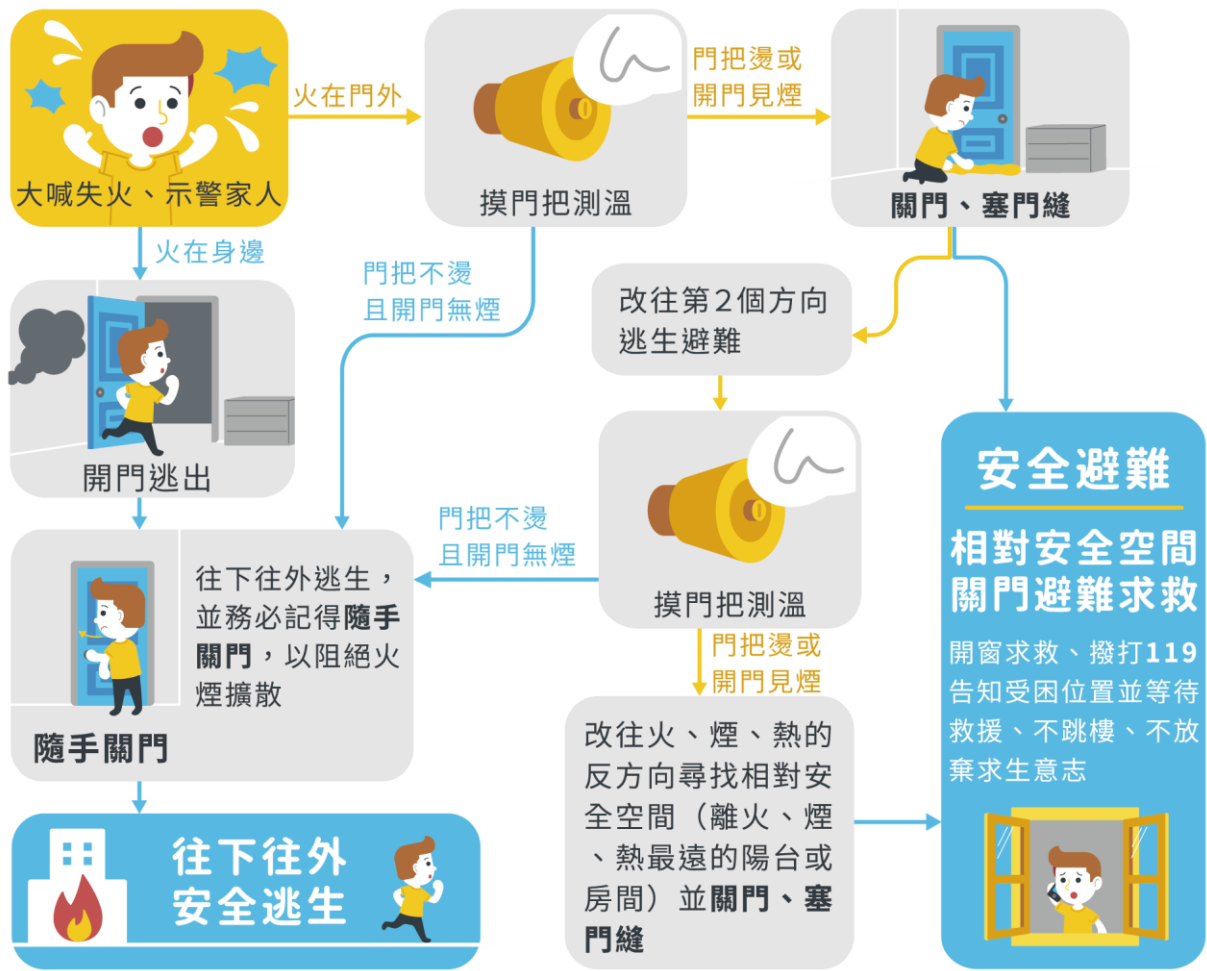 大喊失火、示警家人
火在門外
摸門把測溫
門把燙或
開門見煙
關門、塞門縫
火在身邊
開門逃出
門把不燙
且開門無煙
改往第2個方向
逃生避難
摸門把測溫
門把不燙
且開門無煙
往下往外逃生，
並務必記得隨手
關門，以阻絕火
煙擴散
隨手關門
往下往外
安全逃生
門把燙或
開門見煙
改往火、煙、熱的
反方向尋找相對安
全空間（離火、煙
、熱最遠的陽台或
房間）並關門、塞
門縫
安全避難
相對安全空間
關門避難求救
開窗求救、撥打119
告知受困位置並等待
救援、不跳樓、不放
棄求生意志